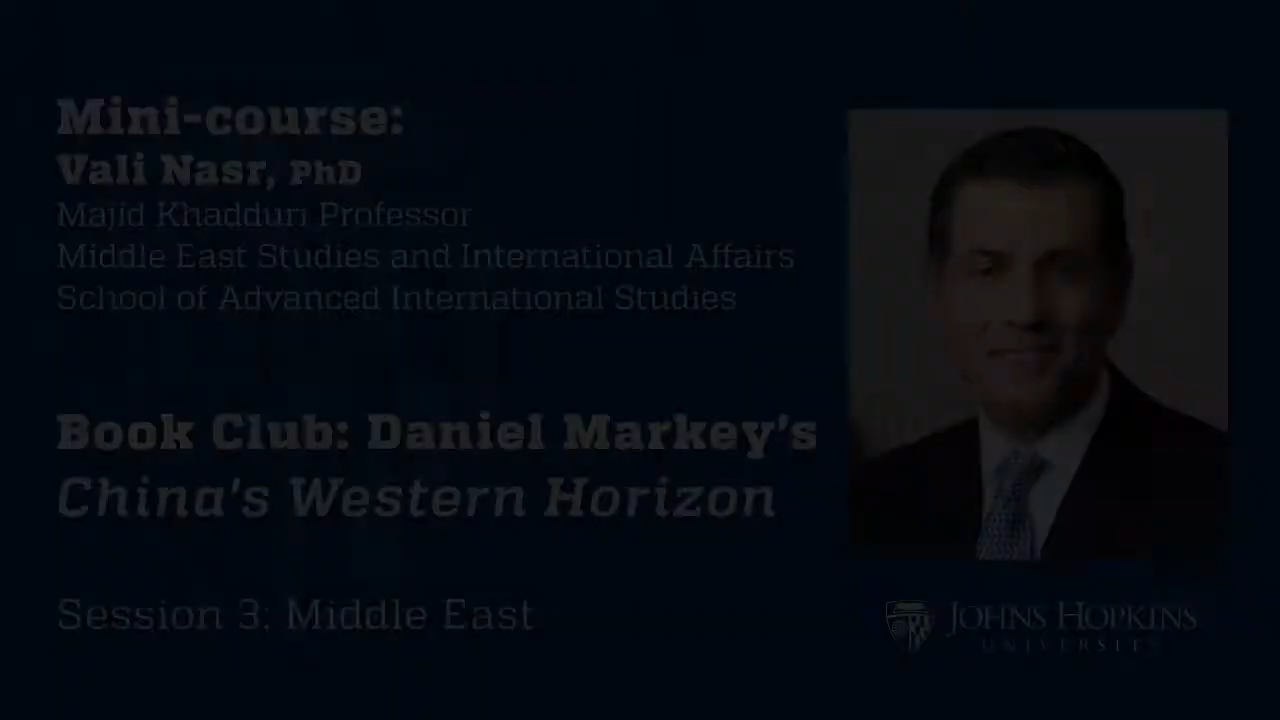 Mini-course:
Vali Nasr, PhD
Majid Khadduri Professor
Middle East Studies and International Affairs
School of Advanced International Studies
Book Club: Daniel Markey's
China's Western Horizon
Session 3: Middle East
JOHNS HOPKINS
UNIVERSITY